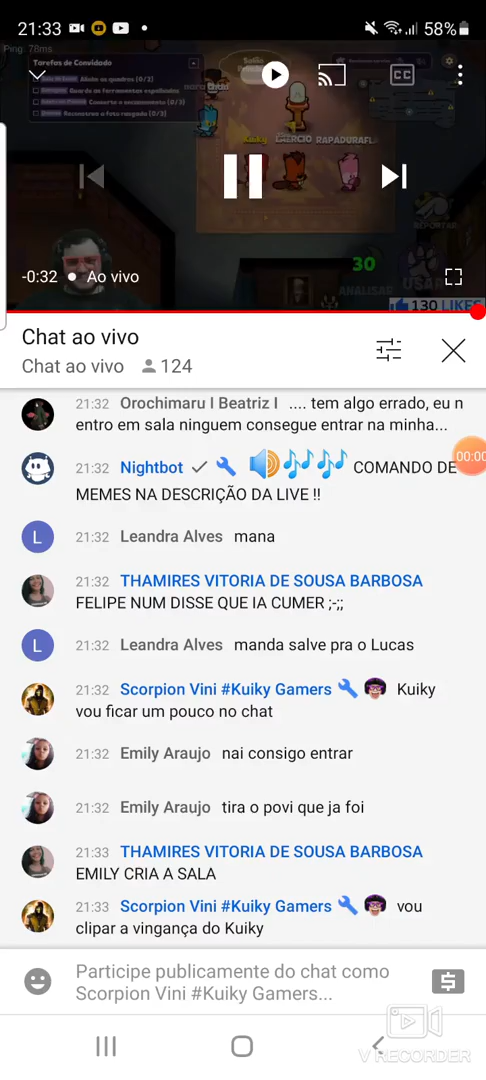 21:33
58%
Ping: 78ms
Tarefas de Convidado
CC
Kuiky
RAPADURAFL
REPORTAR
30
ANALISAR
-0:32 • Ao vivo
130 LIKES
Chat ao vivo
Chat ao vivo 124
21:32 Orochimaru I Beatriz I .... tem algo errado, eu n
entro em sala ninguem consegue entrar na minha...
00:00
21:32 Nightbot COMANDO DE
MEMES NA DESCRIÇÃO DA LIVE !!
L
21:32 Leandra Alves mana
21:32 THAMIRES VITORIA DE SOUSA BARBOSA
FELIPE NUM DISSE QUE IA CUMER ;-;;
L
21:32 Leandra Alves manda salve pra o Lucas
21:32 Scorpion Vini #Kuiky Gamers Kuiky
vou ficar um pouco no chat
21:32 Emily Araujo nai consigo entrar
21:32 Emily Araujo tira o povi que ja foi
21:33 THAMIRES VITORIA DE SOUSA BARBOSA
EMILY CRIA A SALA
21:33 Scorpion Vini #Kuiky Gamers vou
clipar a vingança do Kuiky
Participe publicamente do chat como
Scorpion Vini #Kuiky Gamers...
V RECORDER